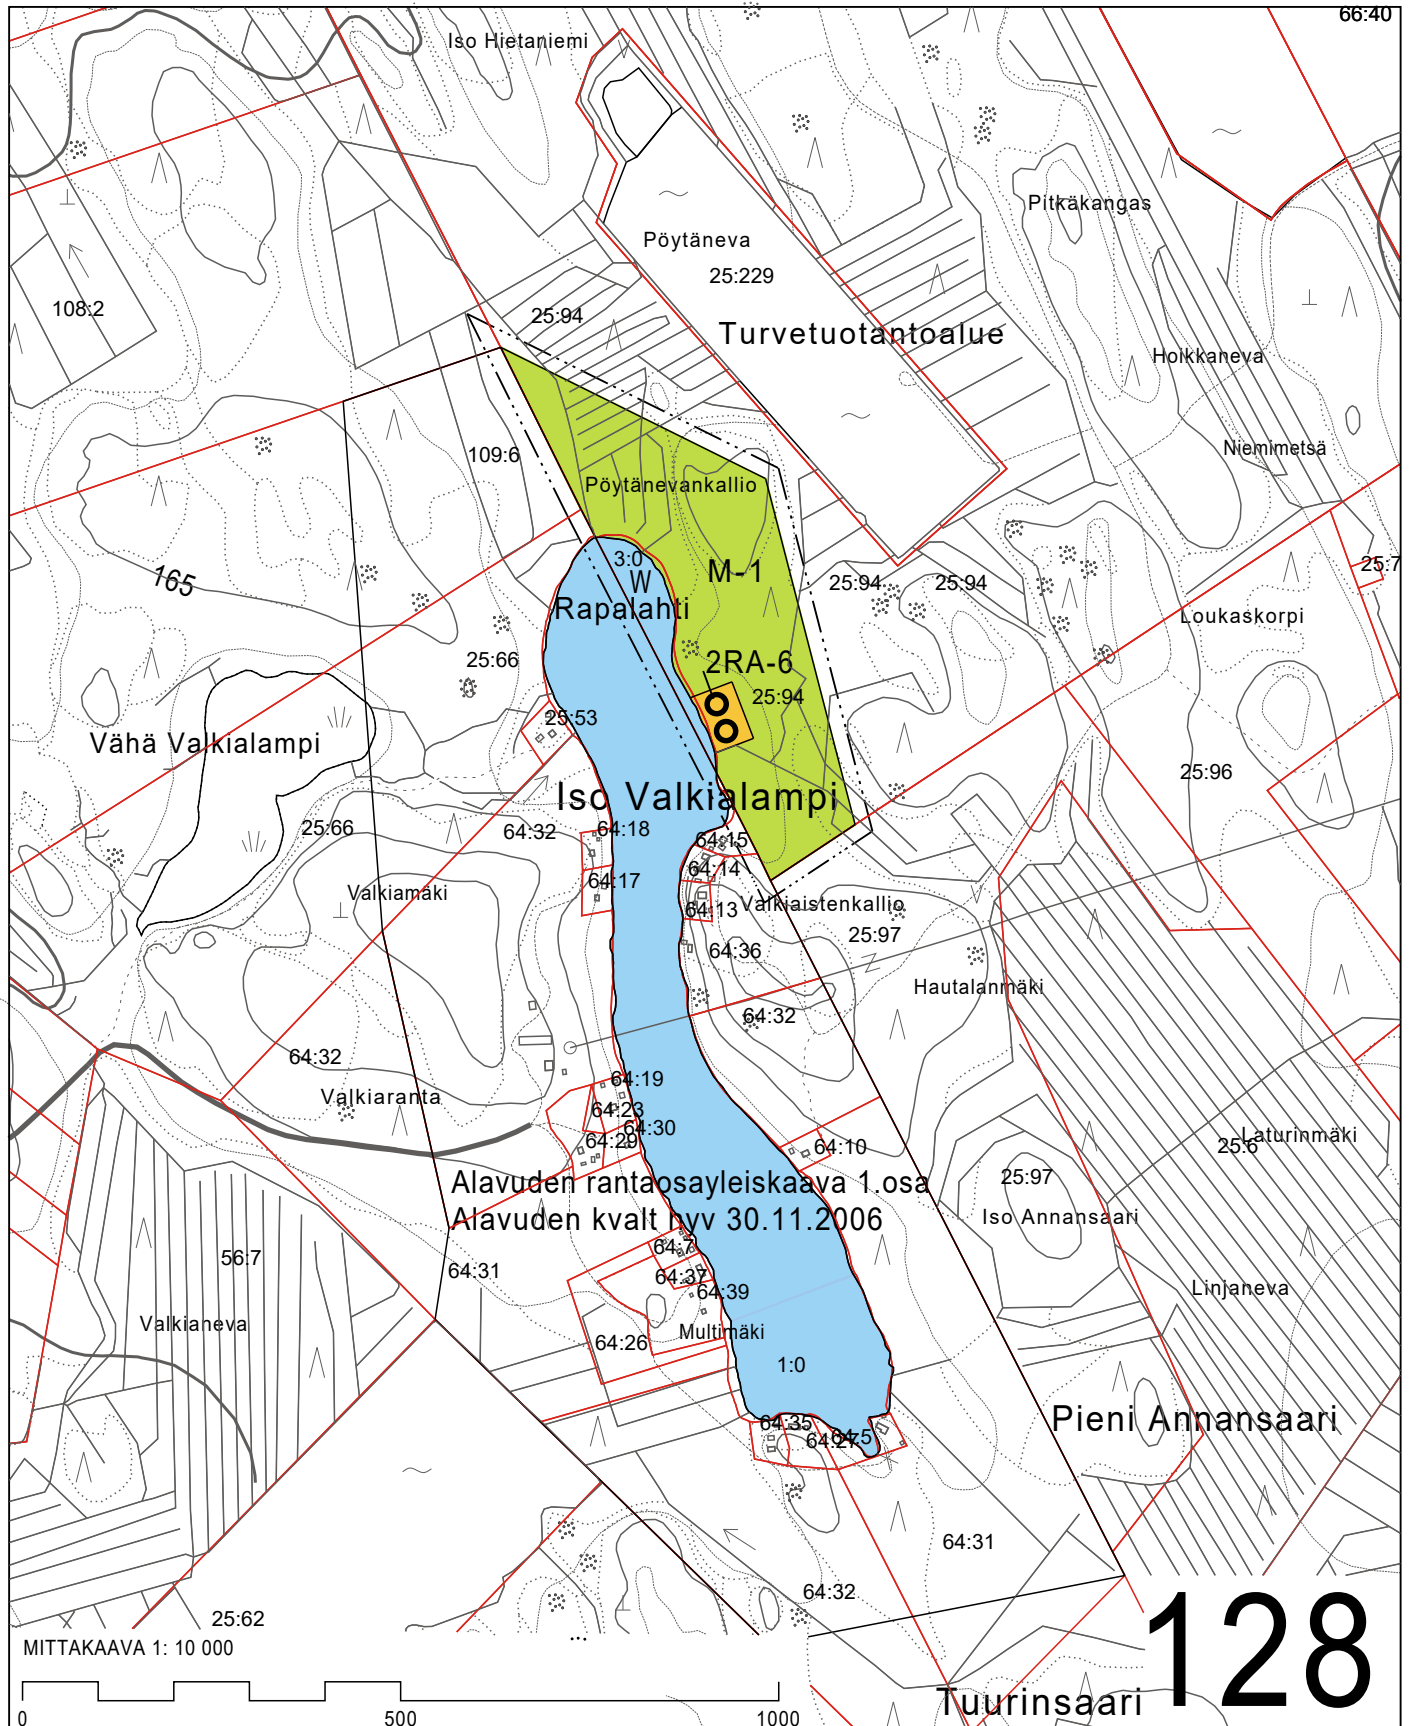 66:40
Iso Hietaniemi
Pitkäkangas
Pöytäneva
25:229
108:2
25:94
Turvetuotantoalue
Hoikkaneva
Niemimetsä
109:6
Pöytänevankallio
3:0
W
M-1
165
25:94
25:94
Rapalahti
Loukaskorpi
25:66
2RA-6
25:94
25:53
Vähä Valkialampi
25:96
Iso Valkialampi
25:66
64:32
64:18
64:15
64:14
64:17
Valkiamäki
64:13
Valkiaistenkallio
25:97
64:36
Hautalanmäki
64:32
64:32
64:19
Valkiaranta
64:23
64:30
64:29
64:10
25:6
Laturinmäki
Alavuden rantaosayleiskaava 1.osa
25:97
Alavuden kvalt hyv 30.11.2006
Iso Annansaari
64:7
56:7
64:31
64:37
64:39
Linjaneva
Valkianeva
64:26
Multimäki
1:0
64:35
64:27
64:5
Pieni Annansaari
64:31
64:32
25:62
128
MITTAKAAVA 1: 10 000
Tuurinsaari
0 500 1000